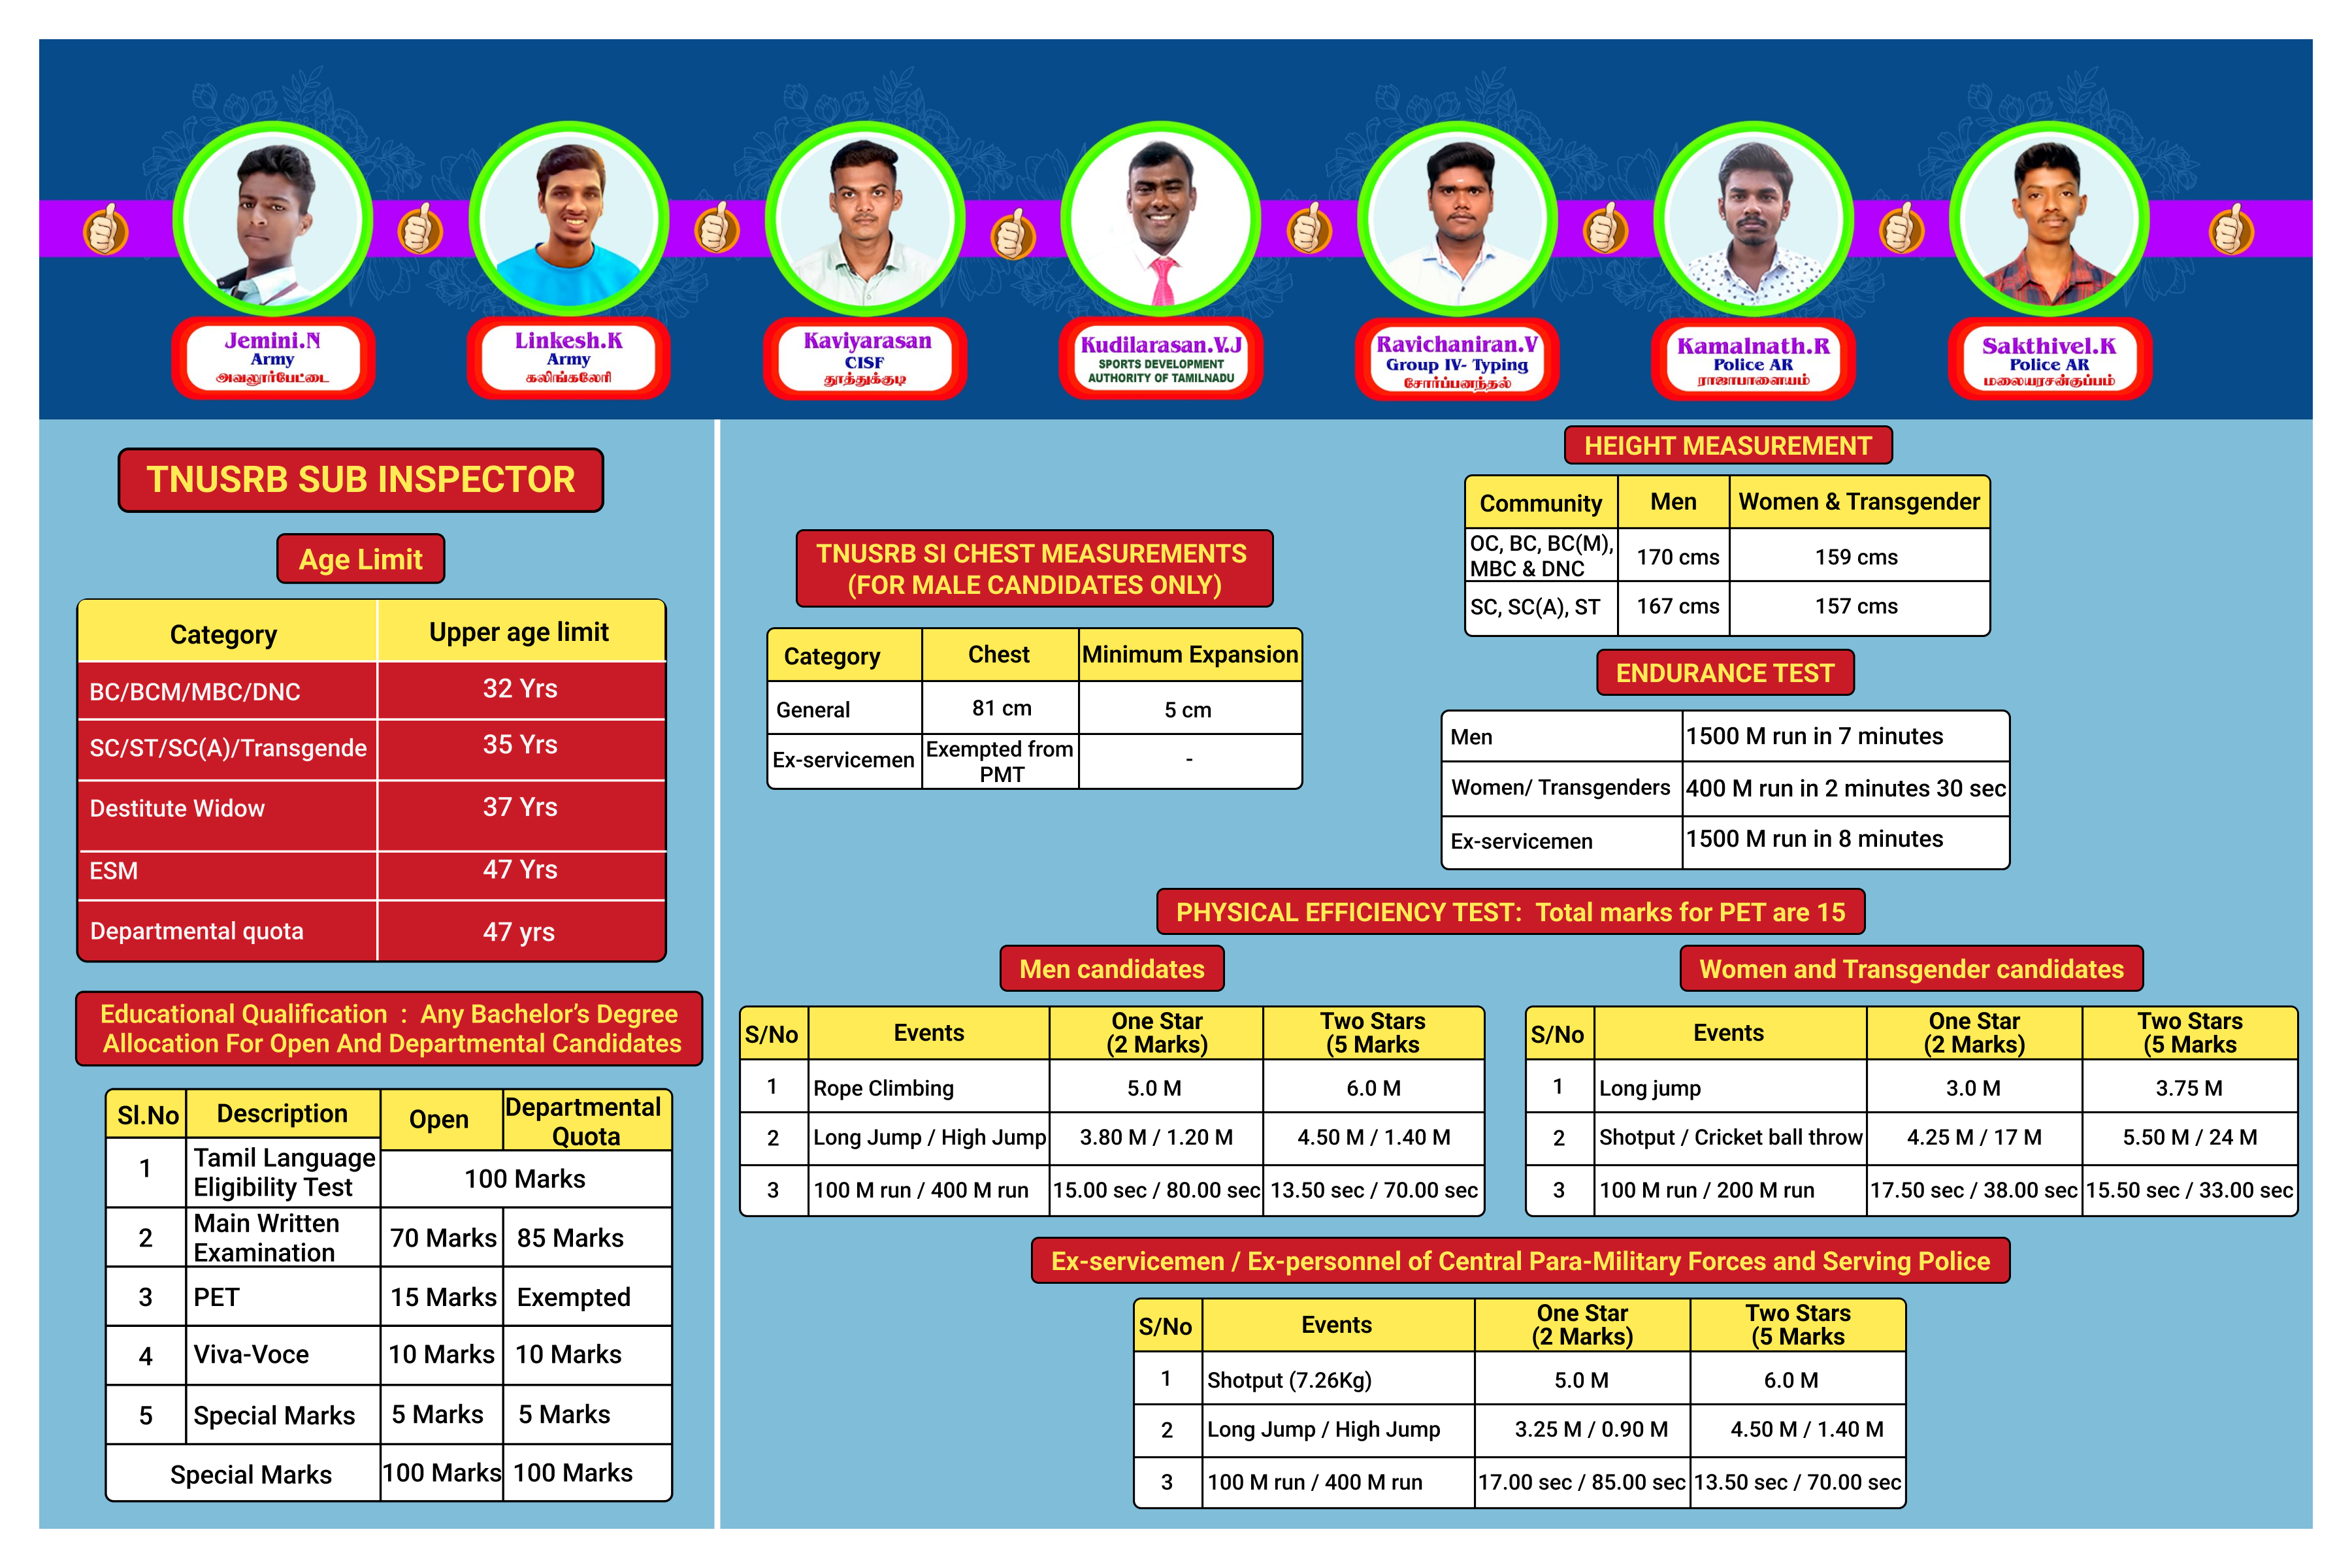 Jemini.N
Army
அவலூர்பேட்டை
Linkesh.K
Army
கலிங்கலேரி
Kaviyarasan
CISF
தூத்துக்குடி
Kudilarasan.V.J
SPORTS DEVELOPMENT
AUTHORITY OF TAMILNADU
Ravichaniran.V
Group IV- Typing
சோர்ப்பனந்தல்
Kamalnath.R
Police AR
ராஜாபாளையம்
Sakthivel.K
Police AR
மலையரசன்குப்பம்
TNUSRB SUB INSPECTOR
Age Limit
Category Upper age limit
BC/BCM/MBC/DNC 32 Yrs
SC/ST/SC(A)/Transgende 35 Yrs
Destitute Widow 37 Yrs
ESM 47 Yrs
Departmental quota 47 yrs
Educational Qualification : Any Bachelor's Degree
Allocation For Open And Departmental Candidates
Sl.No Description Open Departmental Quota
1 Tamil Language Eligibility Test 100 Marks
2 Main Written Examination 70 Marks 85 Marks
3 PET 15 Marks Exempted
4 Viva-Voce 10 Marks 10 Marks
5 Special Marks 5 Marks 5 Marks
Special Marks 100 Marks 100 Marks
TNUSRB SI CHEST MEASUREMENTS
(FOR MALE CANDIDATES ONLY)
Category Chest Minimum Expansion
General 81 cm 5 cm
Ex-servicemen Exempted from PMT -
HEIGHT MEASUREMENT
Community Men Women & Transgender
OC, BC, BC(M), MBC & DNC 170 cms 159 cms
SC, SC(A), ST 167 cms 157 cms
ENDURANCE TEST
Men 1500 M run in 7 minutes
Women/ Transgenders 400 M run in 2 minutes 30 sec
Ex-servicemen 1500 M run in 8 minutes
PHYSICAL EFFICIENCY TEST: Total marks for PET are 15
Men candidates
S/No Events One Star (2 Marks) Two Stars (5 Marks
1 Rope Climbing 5.0 M 6.0 M
2 Long Jump / High Jump 3.80 M / 1.20 M 4.50 M / 1.40 M
3 100 M run / 400 M run 15.00 sec / 80.00 sec 13.50 sec / 70.00 sec
Women and Transgender candidates
S/No Events One Star (2 Marks) Two Stars (5 Marks
1 Long jump 3.0 M 3.75 M
2 Shotput / Cricket ball throw 4.25 M / 17 M 5.50 M / 24 M
3 100 M run / 200 M run 17.50 sec / 38.00 sec 15.50 sec / 33.00 sec
Ex-servicemen / Ex-personnel of Central Para-Military Forces and Serving Police
S/No Events One Star (2 Marks) Two Stars (5 Marks
1 Shotput (7.26Kg) 5.0 M 6.0 M
2 Long Jump / High Jump 3.25 M / 0.90 M 4.50 M / 1.40 M
3 100 M run / 400 M run 17.00 sec / 85.00 sec 13.50 sec / 70.00 sec